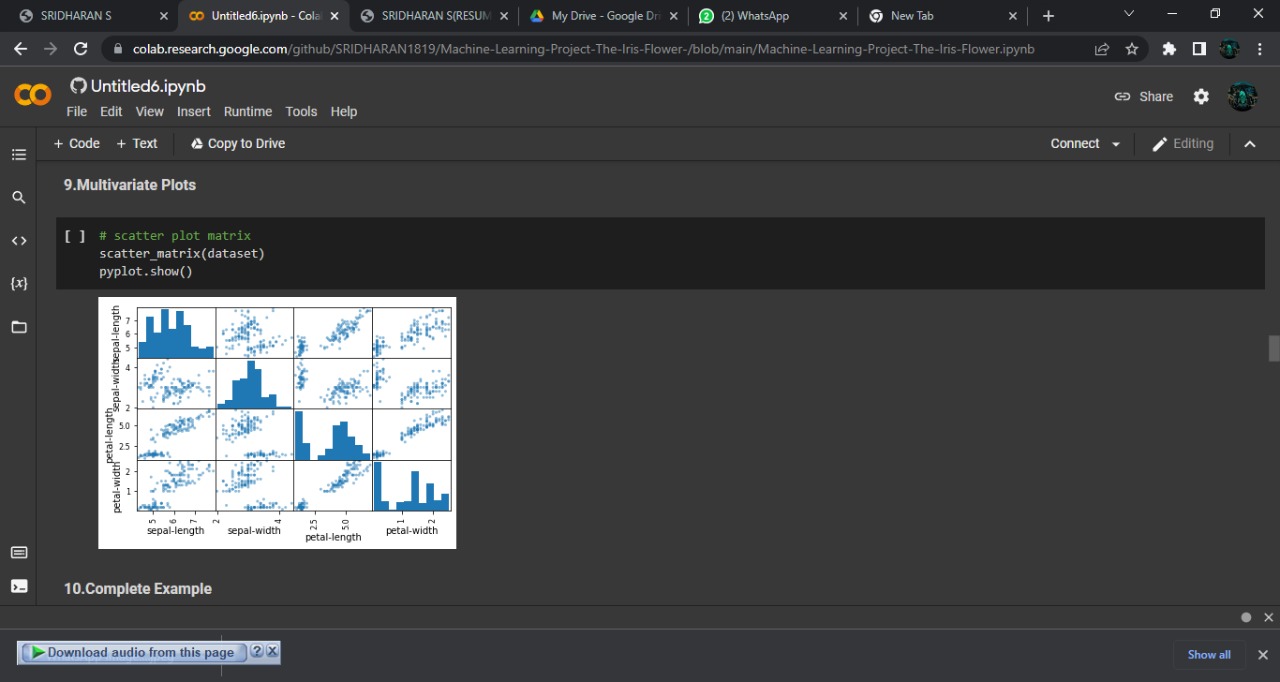 SRIDHARAN S
Untitled6.ipynb - Cola
SRIDHARAN S(RESUM
My Drive - Google Dri
(2) WhatsApp
New Tab
colab.research.google.com/github/SRIDHARAN1819/Machine-Learning-Project-The-Iris-Flower-/blob/main/Machine-Learning-Project-The-Iris-Flower.ipynb
Untitled6.ipynb
File Edit View Insert Runtime Tools Help
Share
+ Code + Text Copy to Drive
Connect
Editing
9.Multivariate Plots
[ ] # scatter plot matrix
scatter_matrix(dataset)
pyplot.show()
sepal-length
7
6
5
sepal-width
4
2
petal-length
5.0
2.5
petal-width
2
1
5 6 7 2 4 2.5 5.0 1 2
sepal-length sepal-width petal-length petal-width
10.Complete Example
Download audio from this page ? X
Show all